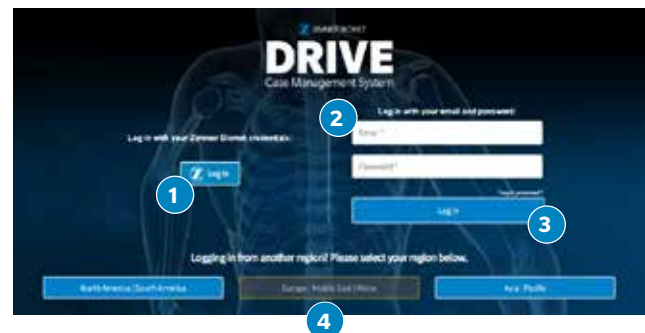 ZIMMER BIOMET
DRIVE
Case Management System
Log in with your email and password:
2
Email *
Log in with your Zimmer Biomet credentials:
Password *
Log In
1
Log In
3
Logging in from another region? Please select your region below.
North America | South America
Europe | Middle East | Africa
Asia Pacific
4